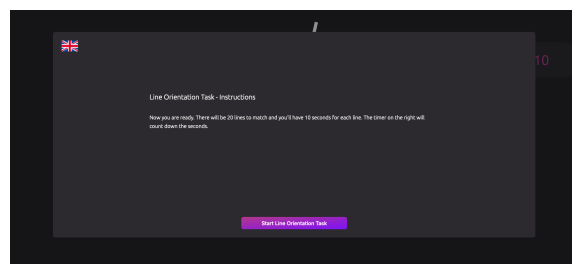 10
Line Orientation Task - Instructions
Now you are ready. There will be 20 lines to match and you'll have 10 seconds for each line. The timer on the right will
count down the seconds.
Start Line Orientation Task